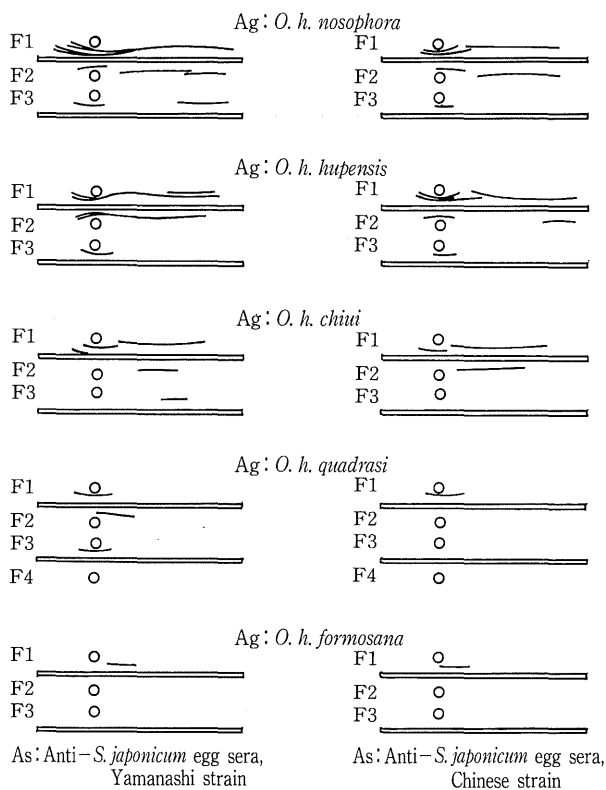 Ag: O. h. nosophora
F1 F1
F2 F2
F3 F3
Ag: O. h. hupensis
F1 F1
F2 F2
F3 F3
Ag: O. h. chiui
F1 F1
F2 F2
F3 F3
Ag: O. h. quadrasi
F1 F1
F2 F2
F3 F3
F4 F4
Ag: O. h. formosana
F1 F1
F2 F2
F3 F3
As: Anti-S. japonicum egg sera,
Yamanashi strain
As: Anti-S. japonicum egg sera,
Chinese strain